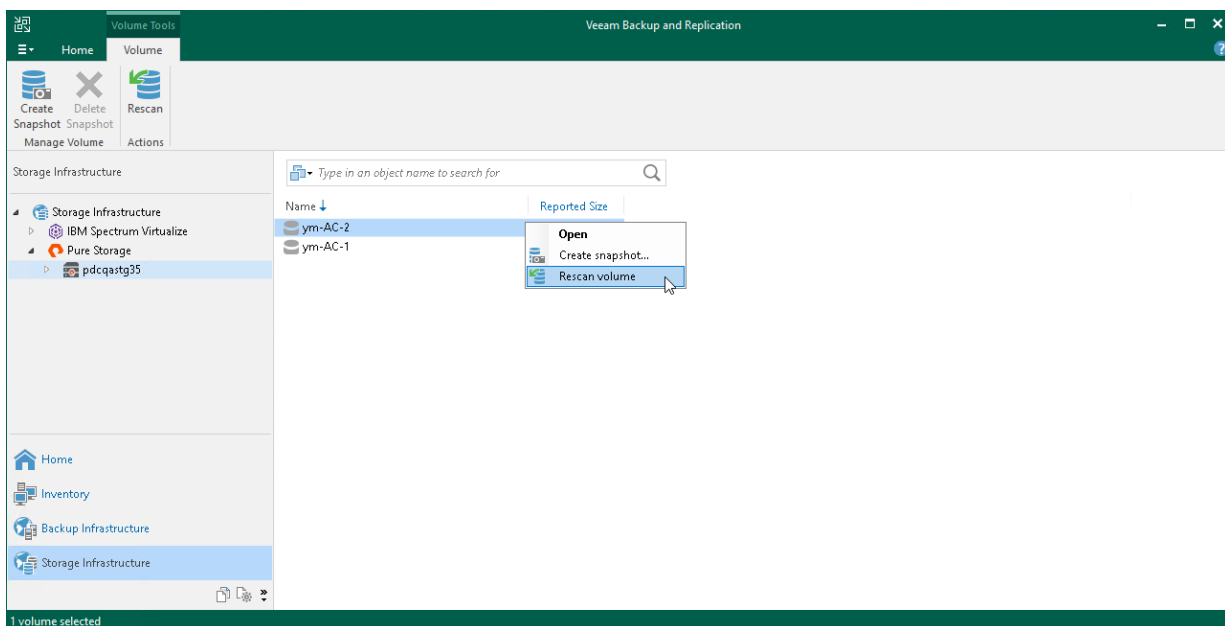 Volume Tools
Veeam Backup and Replication
Home
Volume
?
Create Snapshot
Delete Snapshot
Rescan
Manage Volume
Actions
Storage Infrastructure
Type in an object name to search for
Storage Infrastructure
IBM Spectrum Virtualize
Pure Storage
pdcqastg35
Name
Reported Size
ym-AC-2
ym-AC-1
Open
Create snapshot...
Rescan volume
Home
Inventory
Backup Infrastructure
Storage Infrastructure
1 volume selected